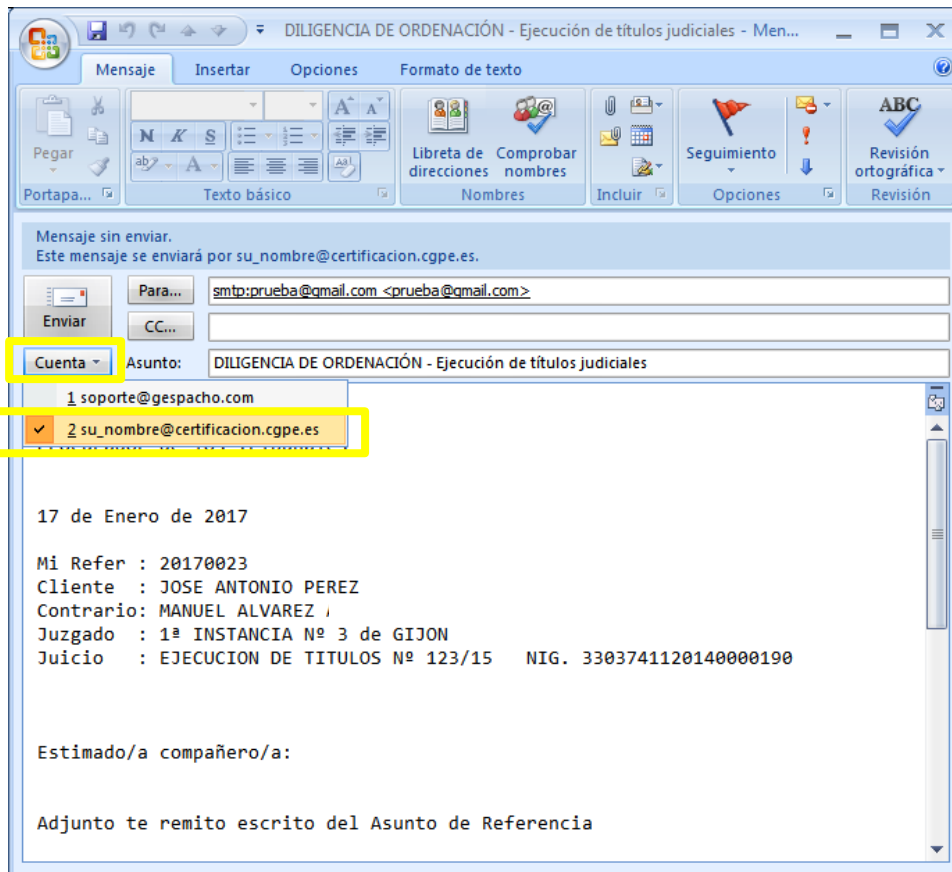 DILIGENCIA DE ORDENACIÓN - Ejecución de títulos judiciales - Men...
Mensaje Insertar Opciones Formato de texto
A A
N K S
ab A Aa
Pegar
Libreta de direcciones
Comprobar nombres
Seguimiento
ABC
Revisión ortográfica
Portapa... Texto básico Nombres Incluir Opciones Revisión
Mensaje sin enviar.
Este mensaje se enviará por su_nombre@certificacion.cgpe.es.
Enviar
Para... smtp:prueba@gmail.com <prueba@gmail.com>
CC...
Cuenta Asunto: DILIGENCIA DE ORDENACIÓN - Ejecución de títulos judiciales
1 soporte@gespacho.com
2 su_nombre@certificacion.cgpe.es
17 de Enero de 2017
Mi Refer : 20170023
Cliente : JOSE ANTONIO PEREZ
Contrario: MANUEL ALVAREZ
Juzgado : 1ª INSTANCIA Nº 3 de GIJON
Juicio : EJECUCION DE TITULOS Nº 123/15 NIG. 3303741120140000190
Estimado/a compañero/a:
Adjunto te remito escrito del Asunto de Referencia